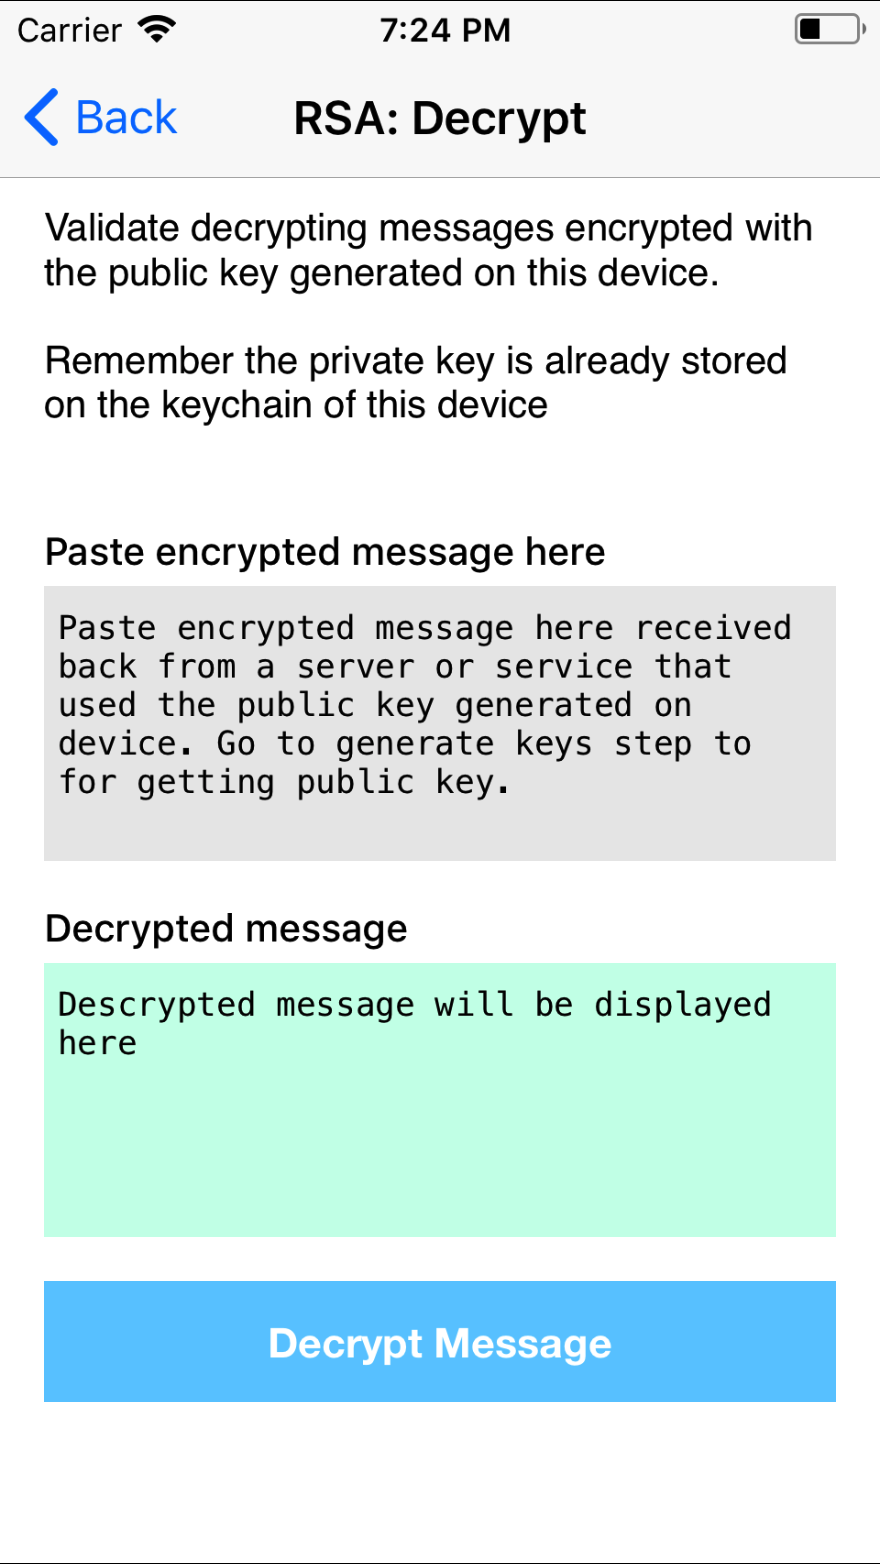 Carrier 7:24 PM
Back RSA: Decrypt
Validate decrypting messages encrypted with
the public key generated on this device.
Remember the private key is already stored
on the keychain of this device
Paste encrypted message here
Paste encrypted message here received
back from a server or service that
used the public key generated on
device. Go to generate keys step to
for getting public key.
Decrypted message
Descrypted message will be displayed
here
Decrypt Message